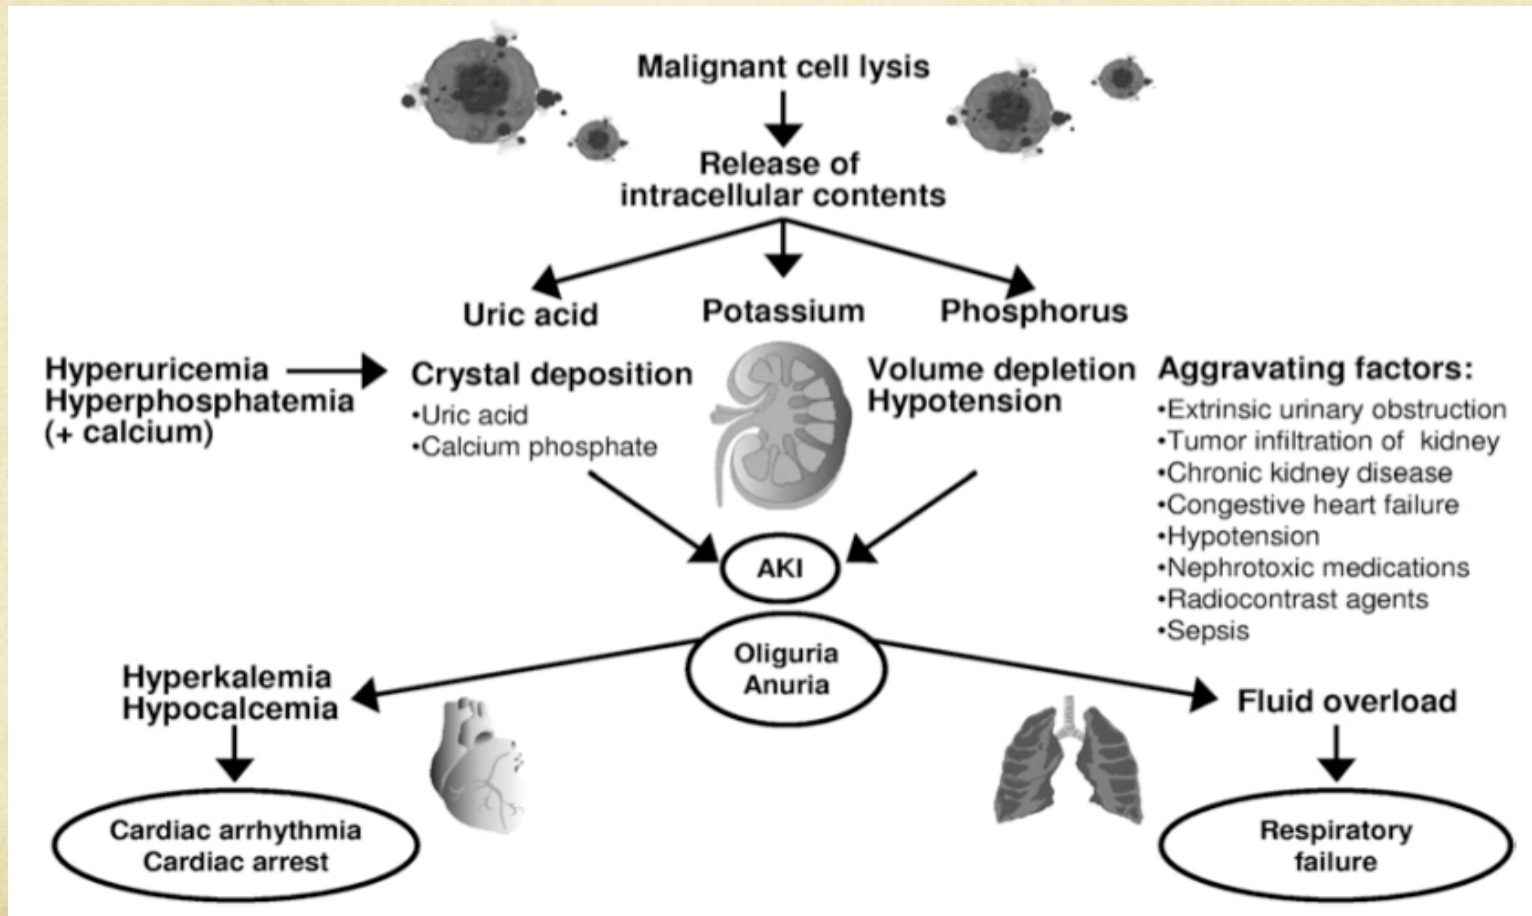 Malignant cell lysis
Release of
intracellular contents
Uric acid
Potassium
Phosphorus
Hyperuricemia
Hyperphosphatemia
(+ calcium)
Crystal deposition
•Uric acid
•Calcium phosphate
Volume depletion
Hypotension
Aggravating factors:
•Extrinsic urinary obstruction
•Tumor infiltration of kidney
•Chronic kidney disease
•Congestive heart failure
•Hypotension
•Nephrotoxic medications
•Radiocontrast agents
•Sepsis
AKI
Oliguria
Anuria
Hyperkalemia
Hypocalcemia
Fluid overload
Cardiac arrhythmia
Cardiac arrest
Respiratory
failure